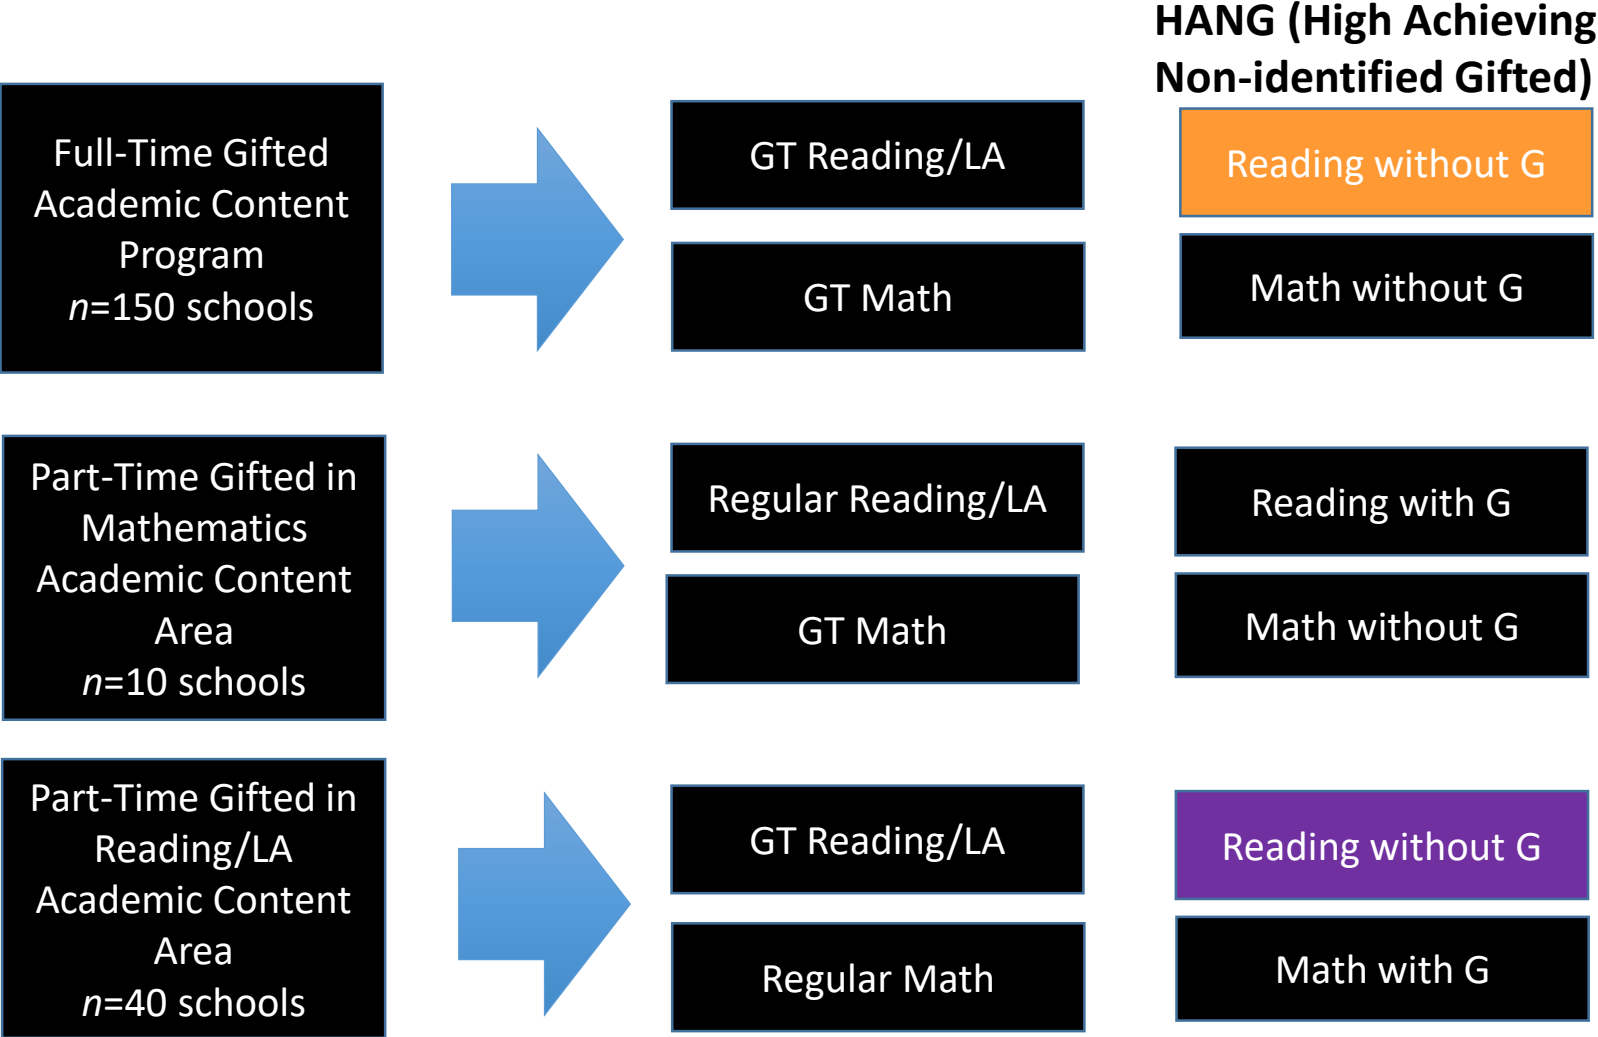 HANG (High Achieving
Non-identified Gifted)
Full-Time Gifted
Academic Content
Program
n=150 schools
GT Reading/LA
GT Math
Reading without G
Math without G
Part-Time Gifted in
Mathematics
Academic Content
Area
n=10 schools
Regular Reading/LA
GT Math
Reading with G
Math without G
Part-Time Gifted in
Reading/LA
Academic Content
Area
n=40 schools
GT Reading/LA
Regular Math
Reading without G
Math with G